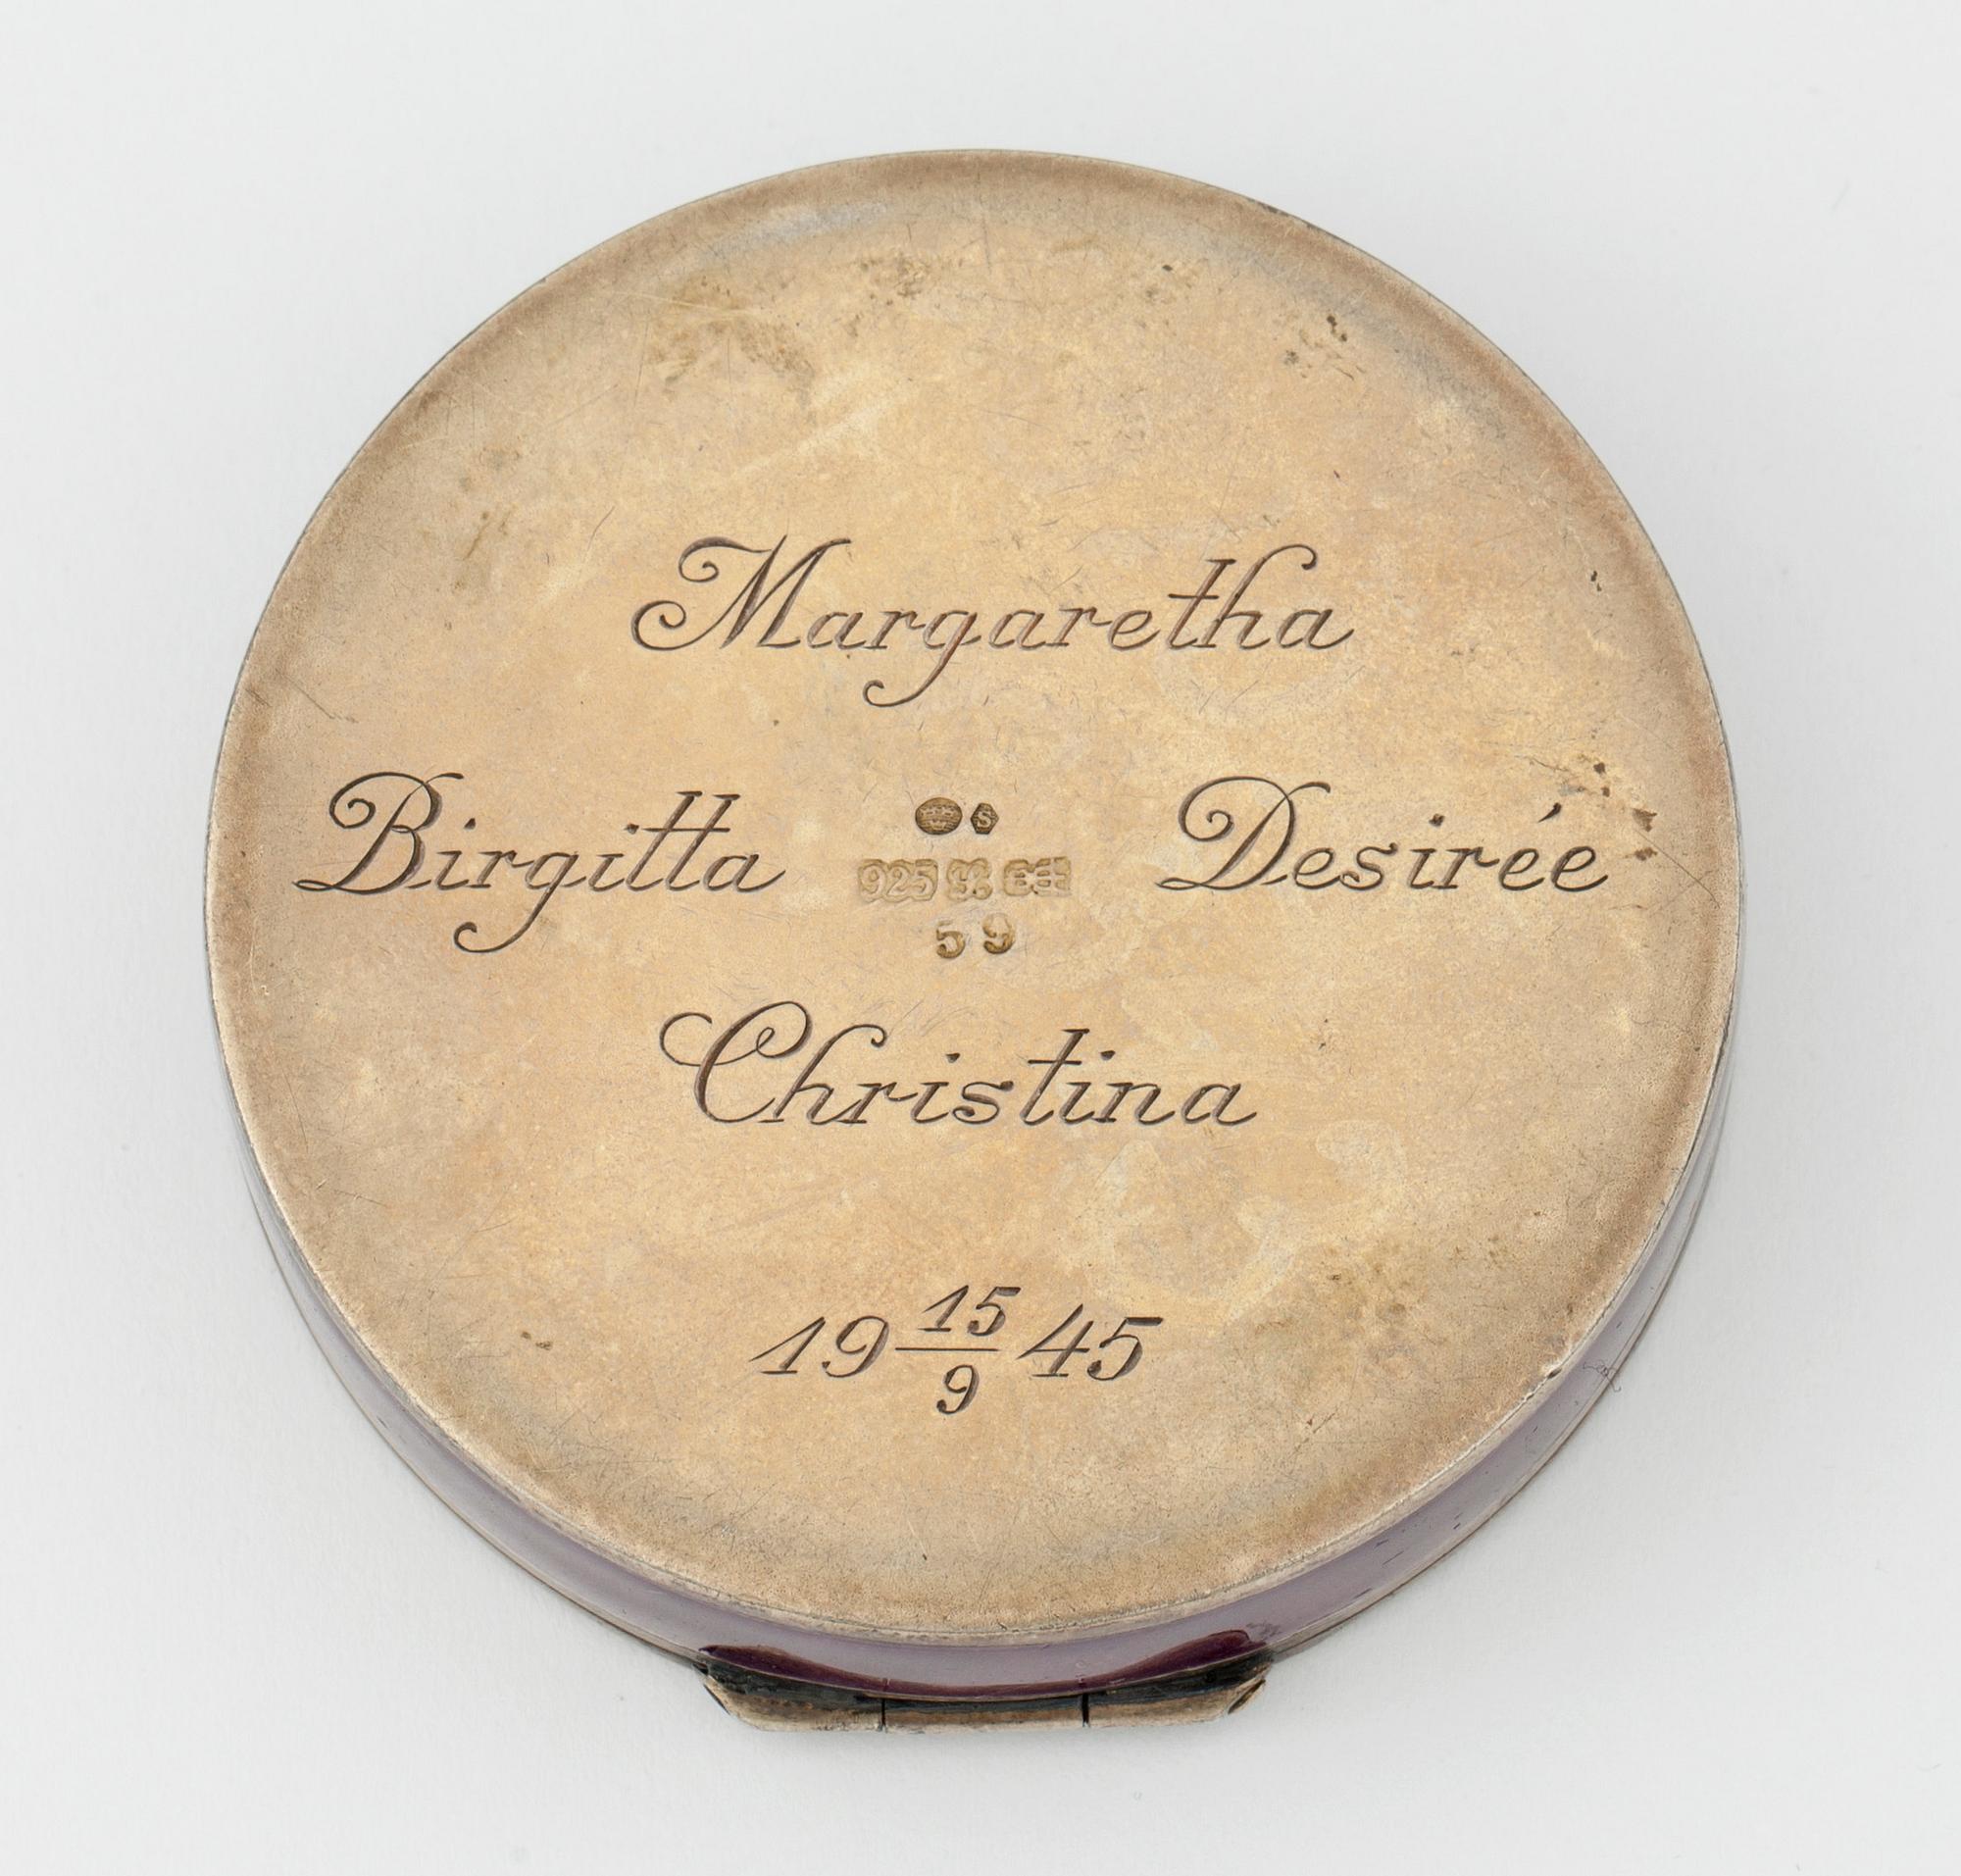 Margaretha
Birgitta Desirée
S
925
59
Christina
19 15/9 45